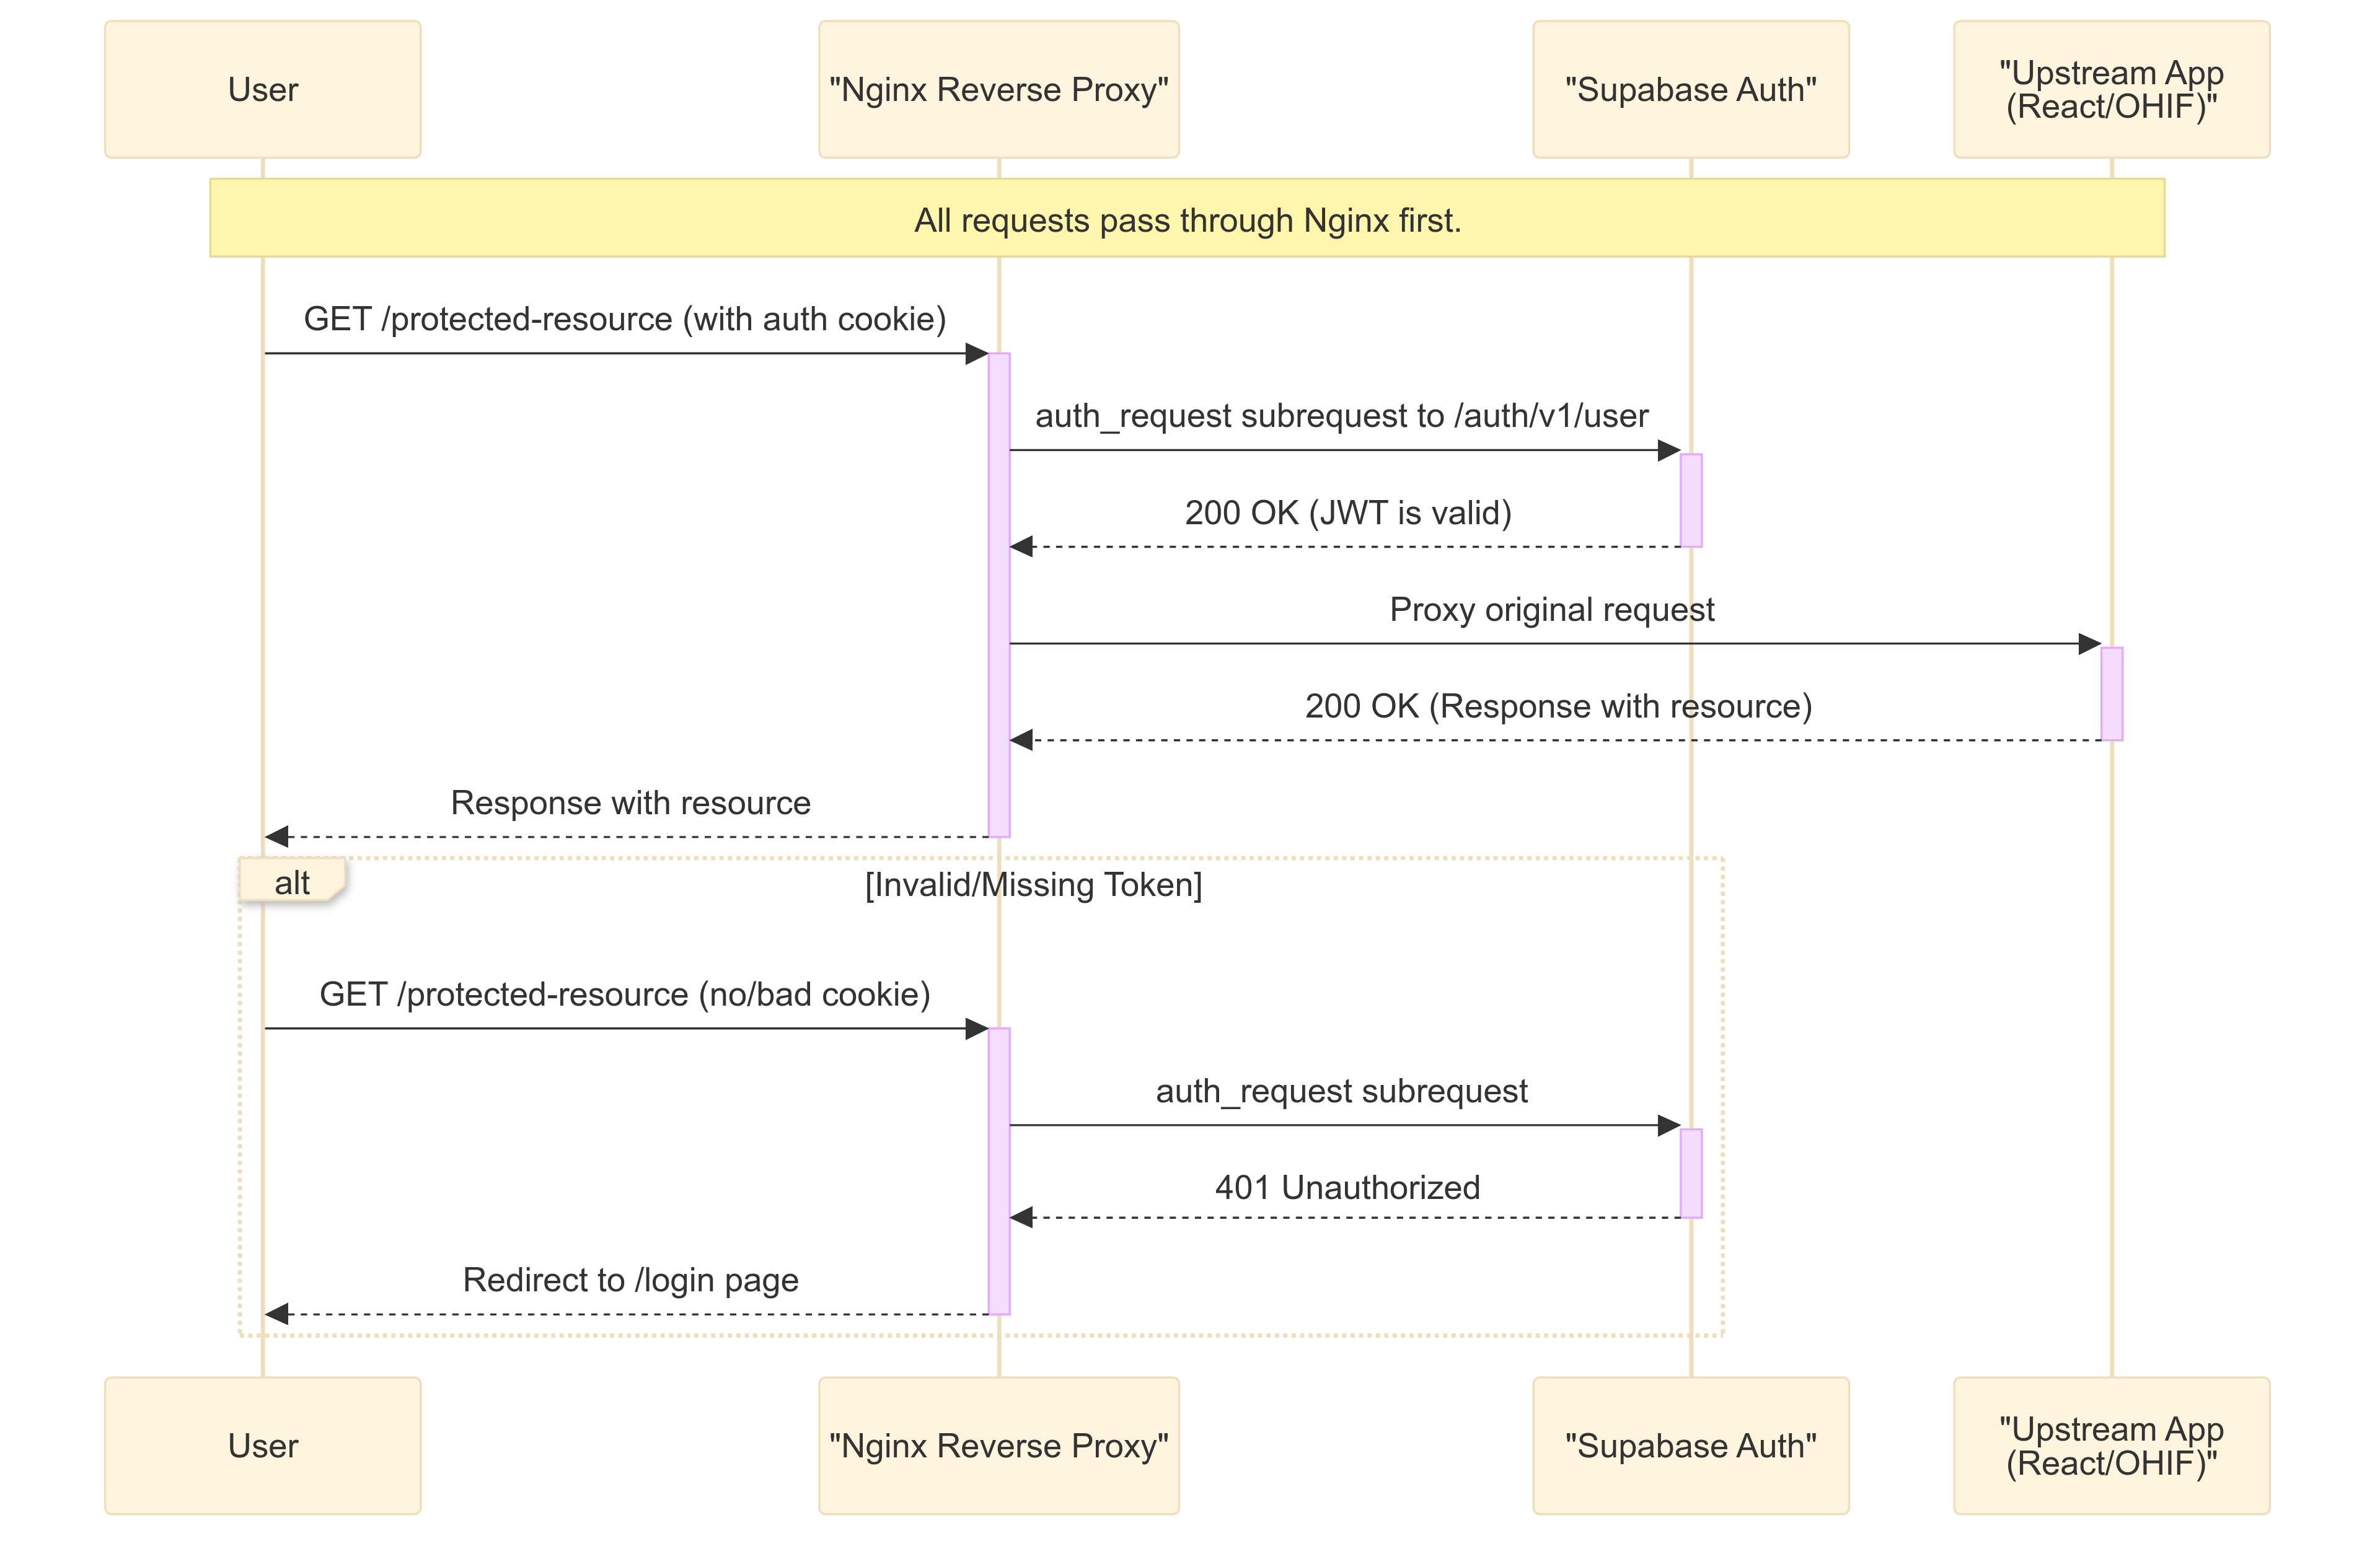 User
"Nginx Reverse Proxy"
"Supabase Auth"
"Upstream App
(React/OHIF)"
All requests pass through Nginx first.
GET /protected-resource (with auth cookie)
auth_request subrequest to /auth/v1/user
200 OK (JWT is valid)
Proxy original request
200 OK (Response with resource)
Response with resource
alt
[Invalid/Missing Token]
GET /protected-resource (no/bad cookie)
auth_request subrequest
401 Unauthorized
Redirect to /login page
User
"Nginx Reverse Proxy"
"Supabase Auth"
"Upstream App
(React/OHIF)"